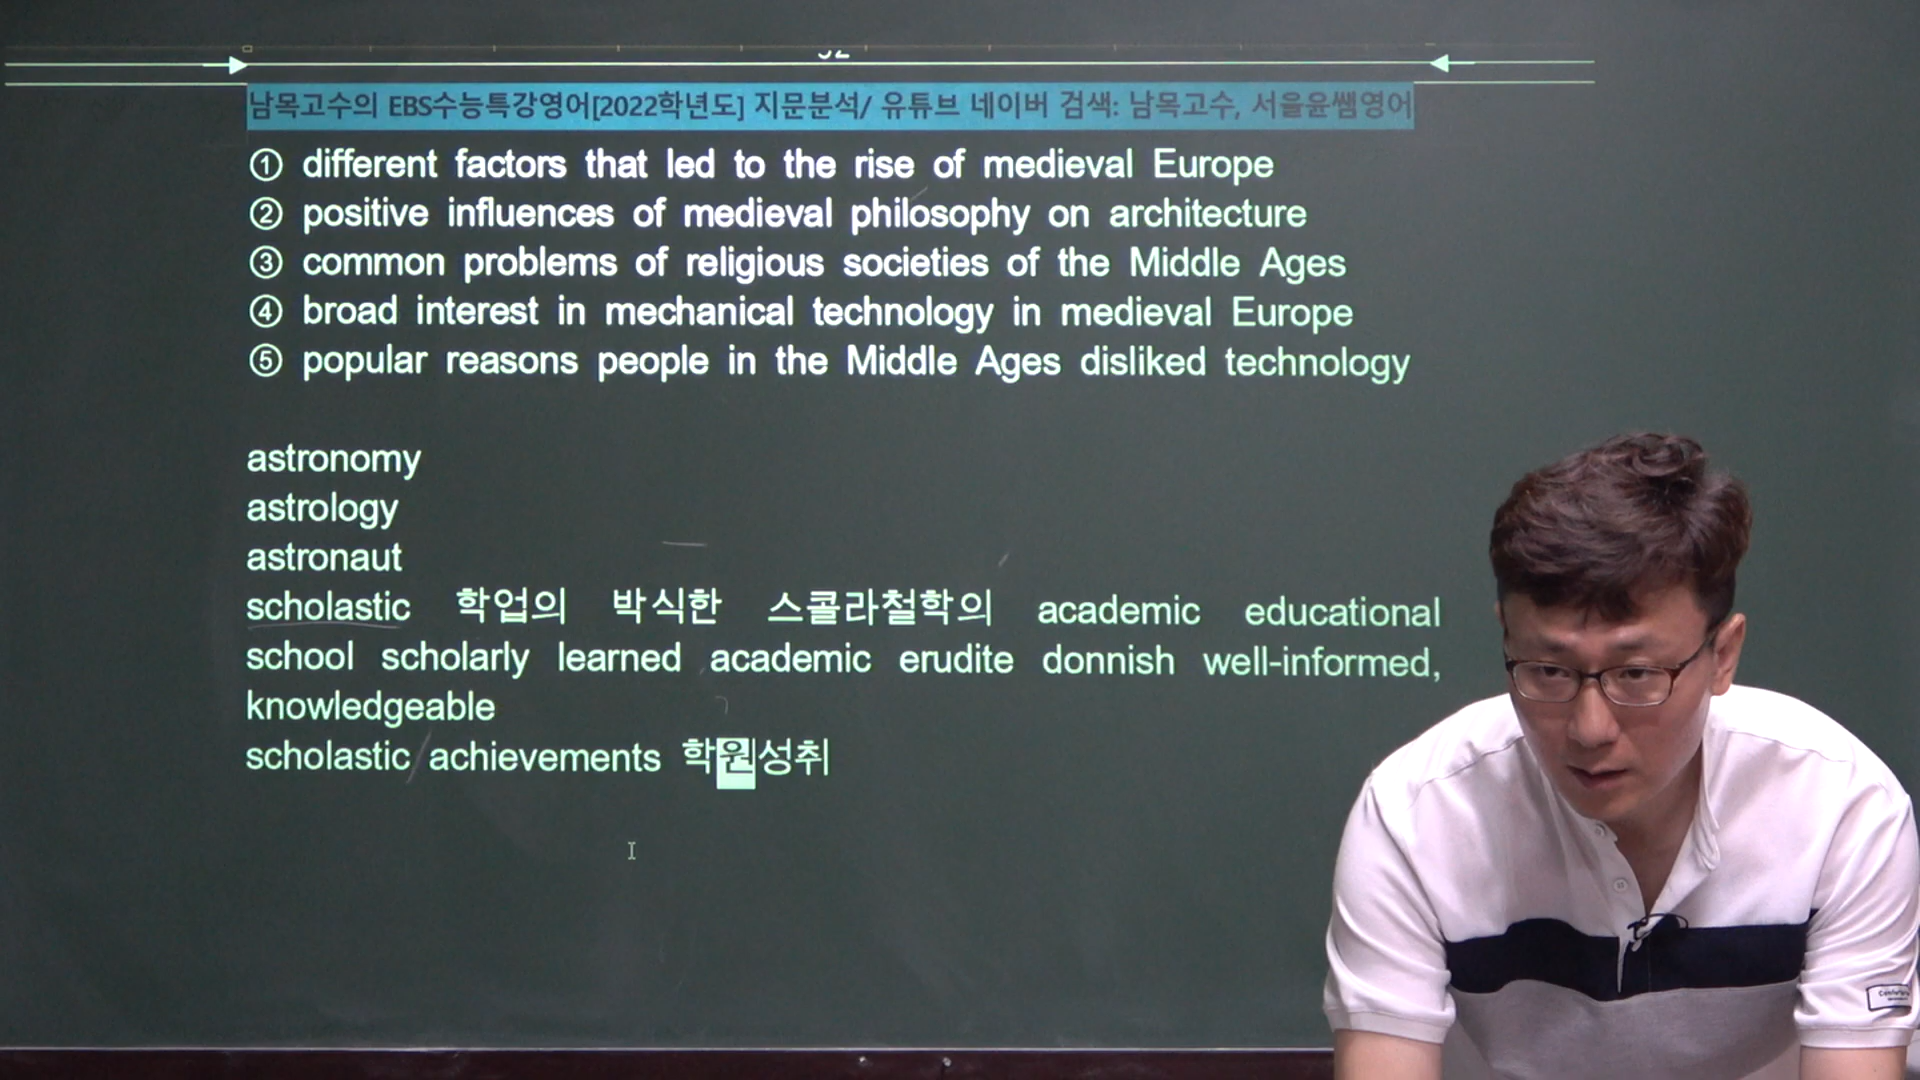 남목고수의 EBS수능특강영어[2022학년도] 지문분석/ 유튜브 네이버 검색: 남목고수, 서울윤쌤영어
① different factors that led to the rise of medieval Europe
② positive influences of medieval philosophy on architecture
③ common problems of religious societies of the Middle Ages
④ broad interest in mechanical technology in medieval Europe
⑤ popular reasons people in the Middle Ages disliked technology
astronomy
astrology
astronaut
scholastic 학업의 박식한 스콜라철학의 academic educational
school scholarly learned academic erudite donnish well-informed,
knowledgeable
scholastic achievements 학원성취